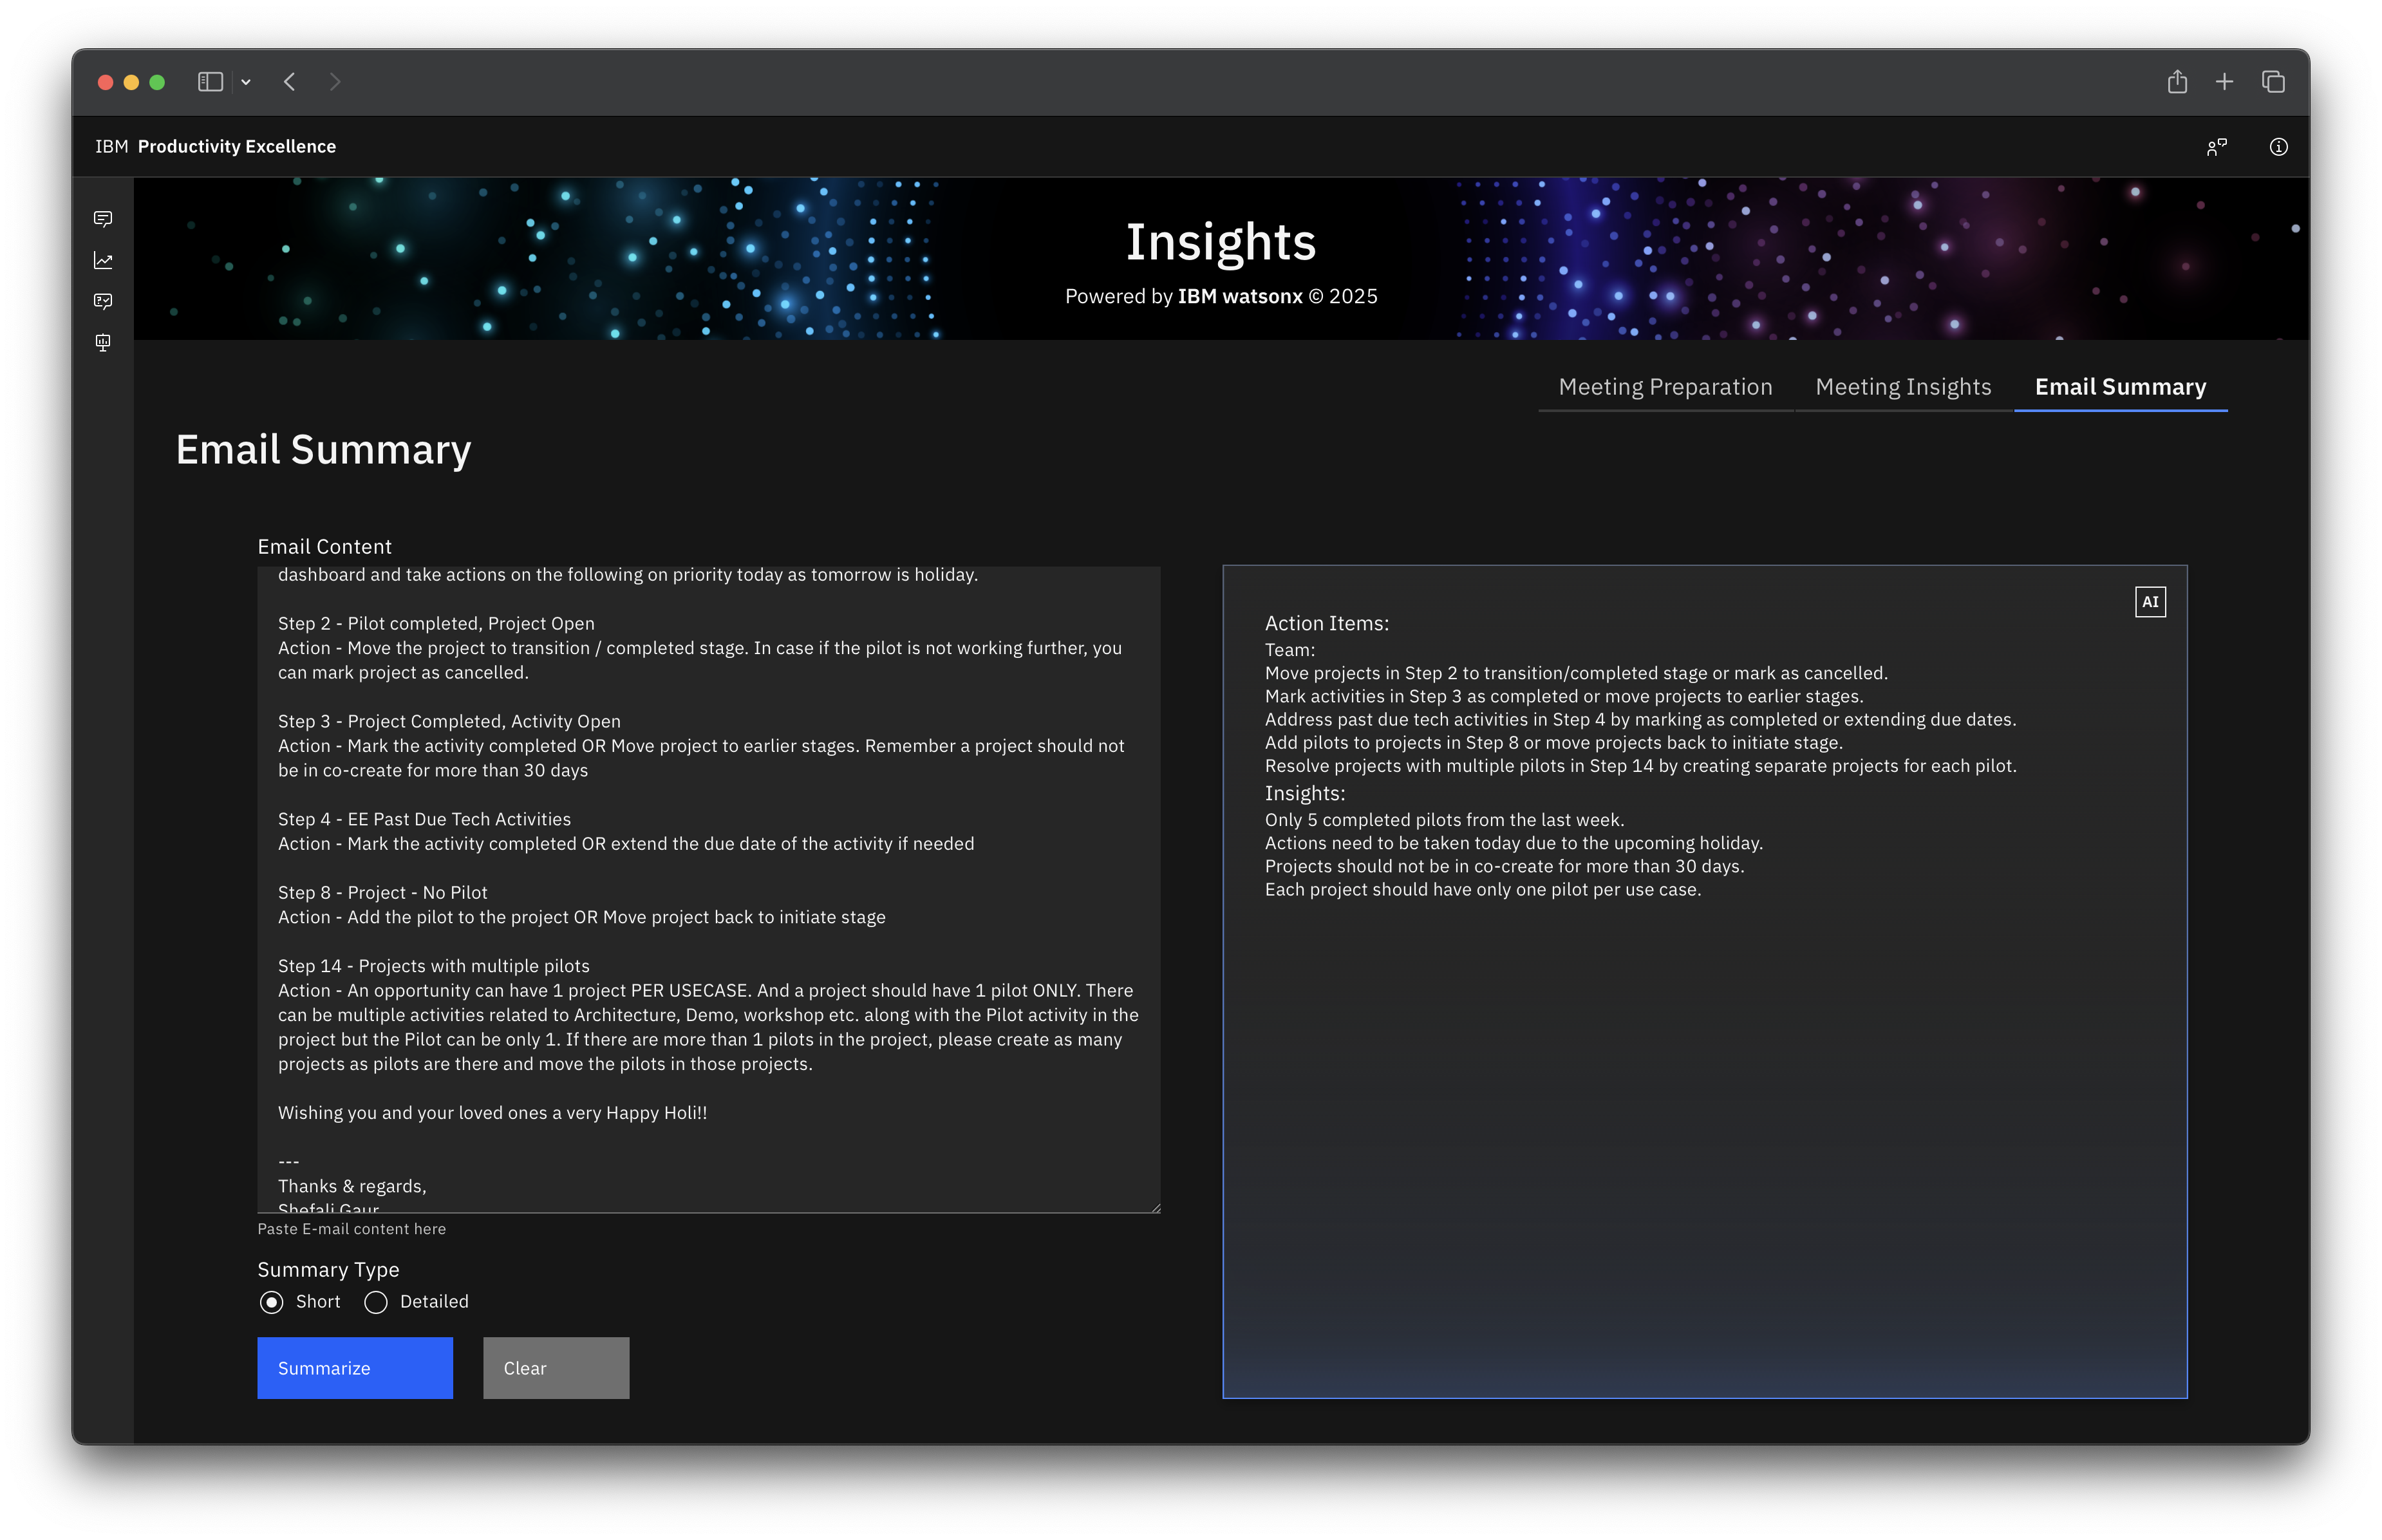 IBM Productivity Excellence
Insights
Powered by IBM watsonx © 2025
Meeting Preparation
Meeting Insights
Email Summary
Email Summary
Email Content
dashboard and take actions on the following on priority today as tomorrow is holiday.
Step 2 - Pilot completed, Project Open
Action - Move the project to transition / completed stage. In case if the pilot is not working further, you
can mark project as cancelled.
Step 3 - Project Completed, Activity Open
Action - Mark the activity completed OR Move project to earlier stages. Remember a project should not
be in co-create for more than 30 days
Step 4 - EE Past Due Tech Activities
Action - Mark the activity completed OR extend the due date of the activity if needed
Step 8 - Project - No Pilot
Action - Add the pilot to the project OR Move project back to initiate stage
Step 14 - Projects with multiple pilots
Action - An opportunity can have 1 project PER USECASE. And a project should have 1 pilot ONLY. There
can be multiple activities related to Architecture, Demo, workshop etc. along with the Pilot activity in the
project but the Pilot can be only 1. If there are more than 1 pilots in the project, please create as many
projects as pilots are there and move the pilots in those projects.
Wishing you and your loved ones a very Happy Holi!!
---
Thanks & regards,
Shefali Gaur
Paste E-mail content here
Summary Type
Short
Detailed
Summarize
Clear
AI
Action Items:
Team:
Move projects in Step 2 to transition/completed stage or mark as cancelled.
Mark activities in Step 3 as completed or move projects to earlier stages.
Address past due tech activities in Step 4 by marking as completed or extending due dates.
Add pilots to projects in Step 8 or move projects back to initiate stage.
Resolve projects with multiple pilots in Step 14 by creating separate projects for each pilot.
Insights:
Only 5 completed pilots from the last week.
Actions need to be taken today due to the upcoming holiday.
Projects should not be in co-create for more than 30 days.
Each project should have only one pilot per use case.